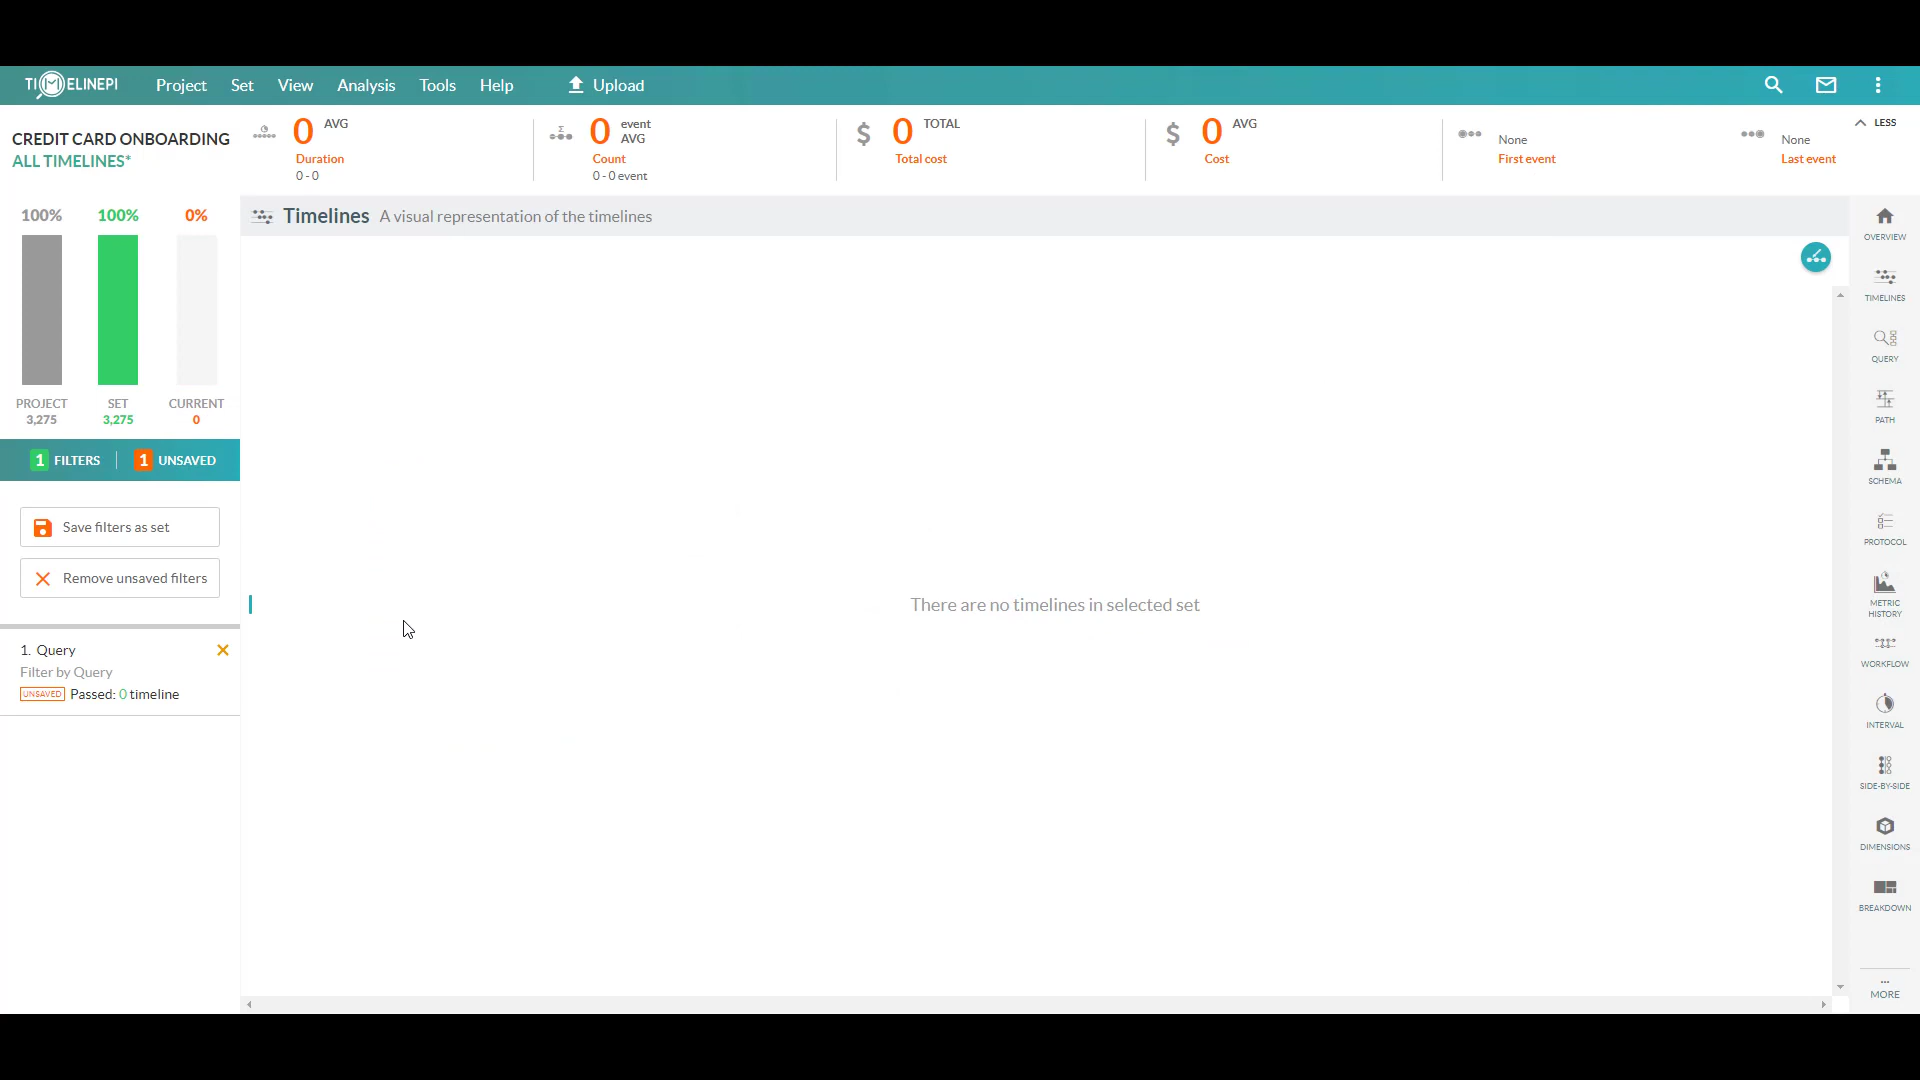 TIMELINEPI
Project Set View Analysis Tools Help Upload
CREDIT CARD ONBOARDING
ALL TIMELINES*
0 AVG
Duration
0 - 0
0 event
AVG
Count
0 - 0 event
$ 0 TOTAL
Total cost
$ 0 AVG
Cost
None
First event
None
Last event
LESS
100% 100% 0%
PROJECT SET CURRENT
3,275 3,275 0
1 FILTERS 1 UNSAVED
Save filters as set
Remove unsaved filters
1. Query
Filter by Query
UNSAVED Passed: 0 timeline
Timelines A visual representation of the timelines
There are no timelines in selected set
OVERVIEW
TIMELINES
QUERY
PATH
SCHEMA
PROTOCOL
METRIC
HISTORY
WORKFLOW
INTERVAL
SIDE-BY-SIDE
DIMENSIONS
BREAKDOWN
...
MORE